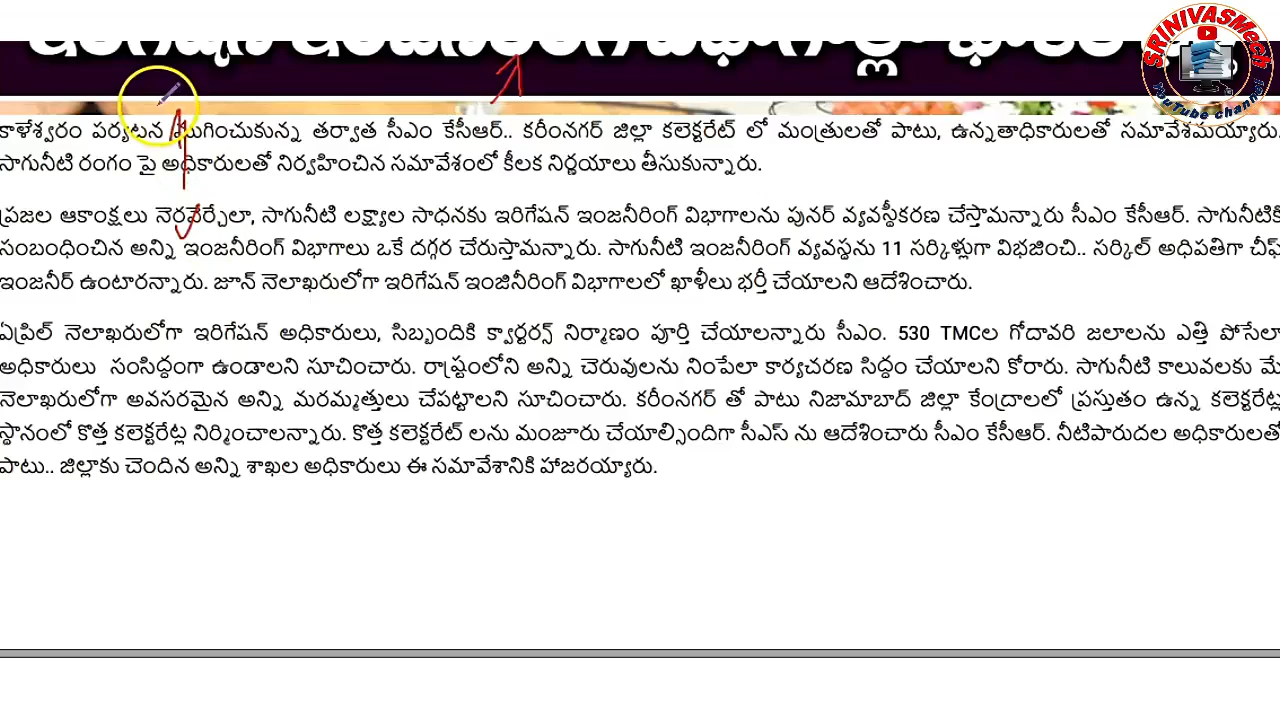 SRINIVASMech
YouTube channel
కాళేశ్వరం పర్యటన ముగించుకున్న తర్వాత సీఎం కేసీఆర్.. కరీంనగర్ జిల్లా కలెక్టరేట్ లో మంత్రులతో పాటు, ఉన్నతాధికారులతో సమావేశమయ్యారు.
సాగునీటి రంగం పై అధికారులతో నిర్వహించిన సమావేశంలో కీలక నిర్ణయాలు తీసుకున్నారు.
ప్రజల ఆకాంక్షలు నెరవేర్చేలా, సాగునీటి లక్ష్యాల సాధనకు ఇరిగేషన్ ఇంజనీరింగ్ విభాగాలను పునర్ వ్యవస్థీకరణ చేస్తామన్నారు సీఎం కేసీఆర్. సాగునీటికి
సంబంధించిన అన్ని ఇంజనీరింగ్ విభాగాలు ఒకే దగ్గర చేరుస్తామన్నారు. సాగునీటి ఇంజనీరింగ్ వ్యవస్థను 11 సర్కిళ్లుగా విభజించి.. సర్కిల్ అధిపతిగా చీఫ్
ఇంజనీర్ ఉంటారన్నారు. జూన్ నెలాఖరులోగా ఇరిగేషన్ ఇంజినీరింగ్ విభాగాలలో ఖాళీలు భర్తీ చేయాలని ఆదేశించారు.
ఏప్రిల్ నెలాఖరులోగా ఇరిగేషన్ అధికారులు, సిబ్బందికి క్వార్టర్స్ నిర్మాణం పూర్తి చేయాలన్నారు సీఎం. 530 TMCల గోదావరి జలాలను ఎత్తి పోసేలా
అధికారులు సంసిద్ధంగా ఉండాలని సూచించారు. రాష్ట్రంలోని అన్ని చెరువులను నింపేలా కార్యచరణ సిద్ధం చేయాలని కోరారు. సాగునీటి కాలువలకు మే
నెలాఖరులోగా అవసరమైన అన్ని మరమ్మత్తులు చేపట్టాలని సూచించారు. కరీంనగర్ తో పాటు నిజామాబాద్ జిల్లా కేంద్రాలలో ప్రస్తుతం ఉన్న కలెక్టరేట్ల
స్థానంలో కొత్త కలెక్టరేట్ల నిర్మించాలన్నారు. కొత్త కలెక్టరేట్ లను మంజూరు చేయాల్సిందిగా సీఎస్ ను ఆదేశించారు సీఎం కేసీఆర్. నీటిపారుదల అధికారులతో
పాటు.. జిల్లాకు చెందిన అన్ని శాఖల అధికారులు ఈ సమావేశానికి హాజరయ్యారు.